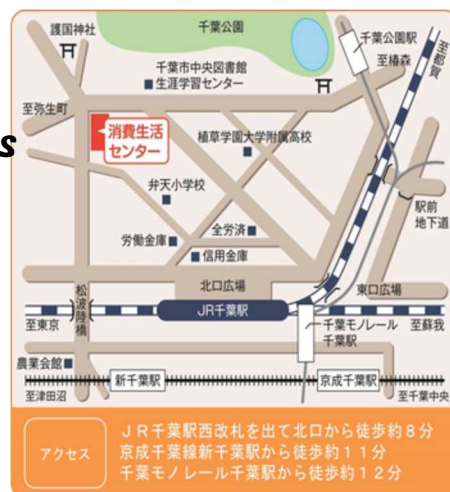 護国神社
千葉公園
千葉公園駅
至椿森
至都賀
千葉市中央図書館
生涯学習センター
至弥生町
s
消費生活
センター
植草学園大学附属高校
弁天小学校
駅前
地下道
労働金庫
全労済
信用金庫
北口広場
東口広場
松波陸橋
JR千葉駅
至東京
千葉モノレール
千葉駅
至蘇我
農業会館
新千葉駅
京成千葉駅
至津田沼
至千葉中央
アクセス
JR千葉駅西改札を出て北口から徒歩約8分
京成千葉線新千葉駅から徒歩約11分
千葉モノレール千葉駅から徒歩約12分